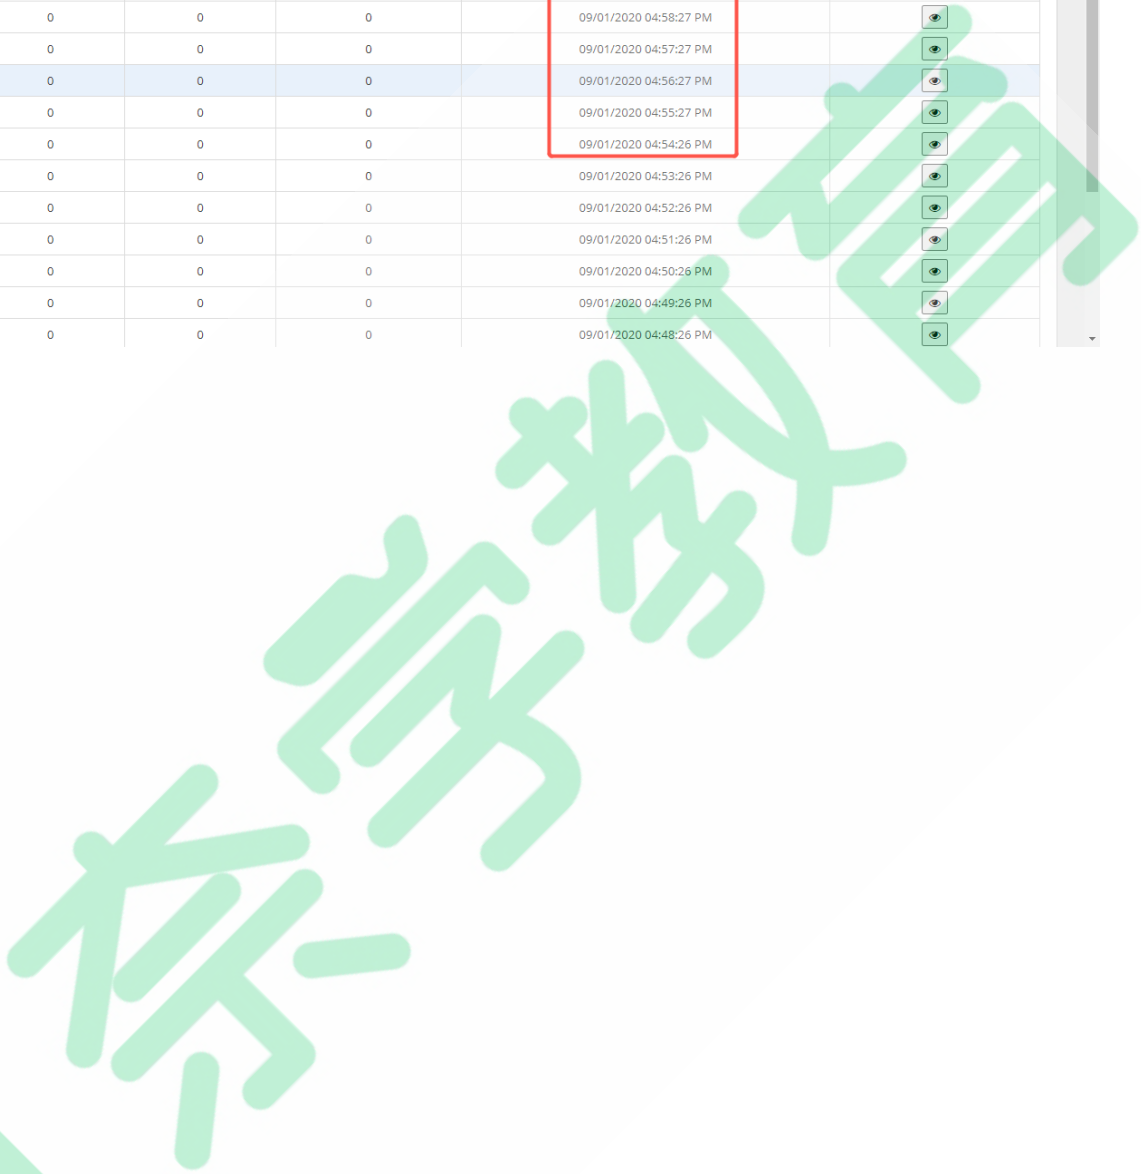 0 0 0 09/01/2020 04:58:27 PM
0 0 0 09/01/2020 04:57:27 PM
0 0 0 09/01/2020 04:56:27 PM
0 0 0 09/01/2020 04:55:27 PM
0 0 0 09/01/2020 04:54:26 PM
0 0 0 09/01/2020 04:53:26 PM
0 0 0 09/01/2020 04:52:26 PM
0 0 0 09/01/2020 04:51:26 PM
0 0 0 09/01/2020 04:50:26 PM
0 0 0 09/01/2020 04:49:26 PM
0 0 0 09/01/2020 04:48:26 PM
奈学教育